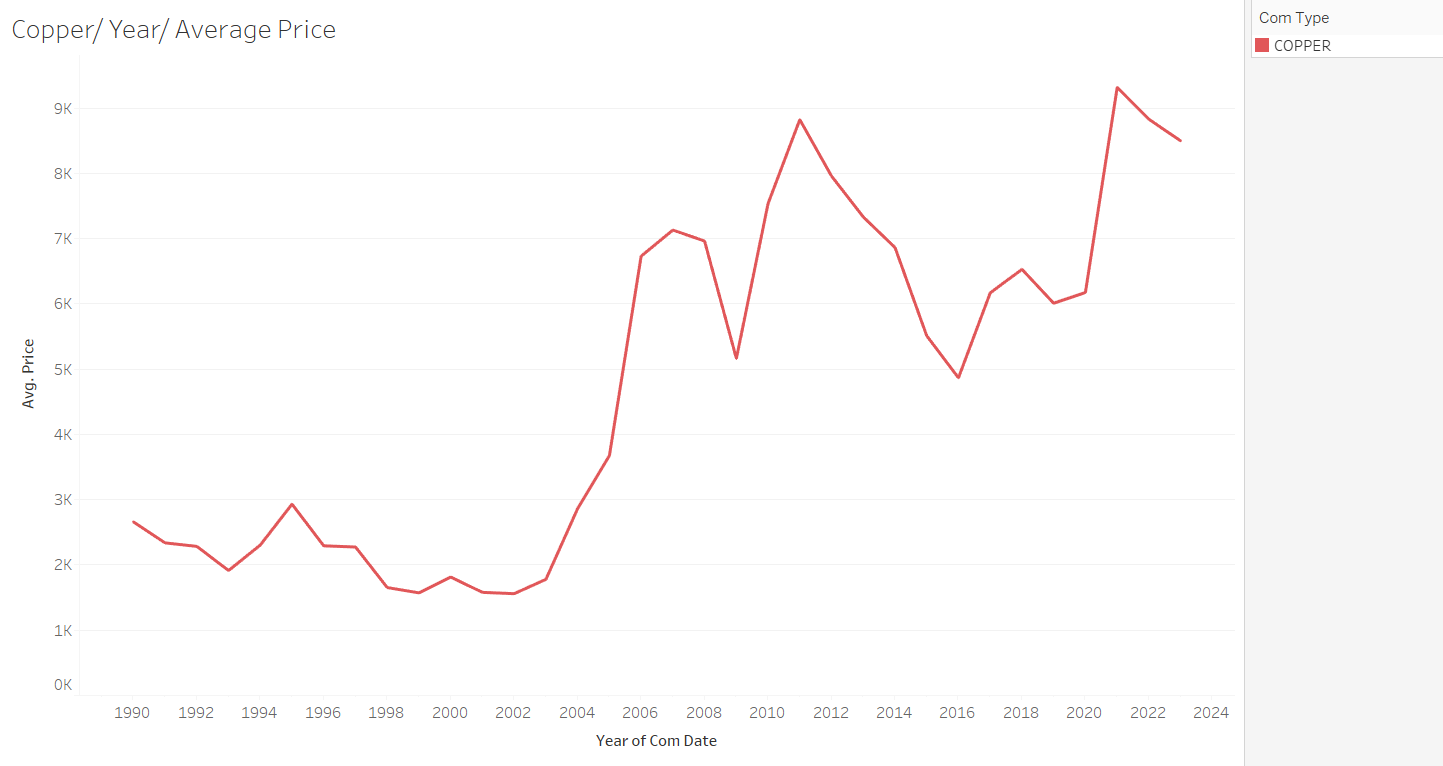 Copper/ Year/ Average Price
Com Type
COPPER
9K
8K
7K
6K
5K
4K
3K
2K
1K
0K
Avg. Price
1990 1992 1994 1996 1998 2000 2002 2004 2006 2008 2010 2012 2014 2016 2018 2020 2022 2024
Year of Com Date